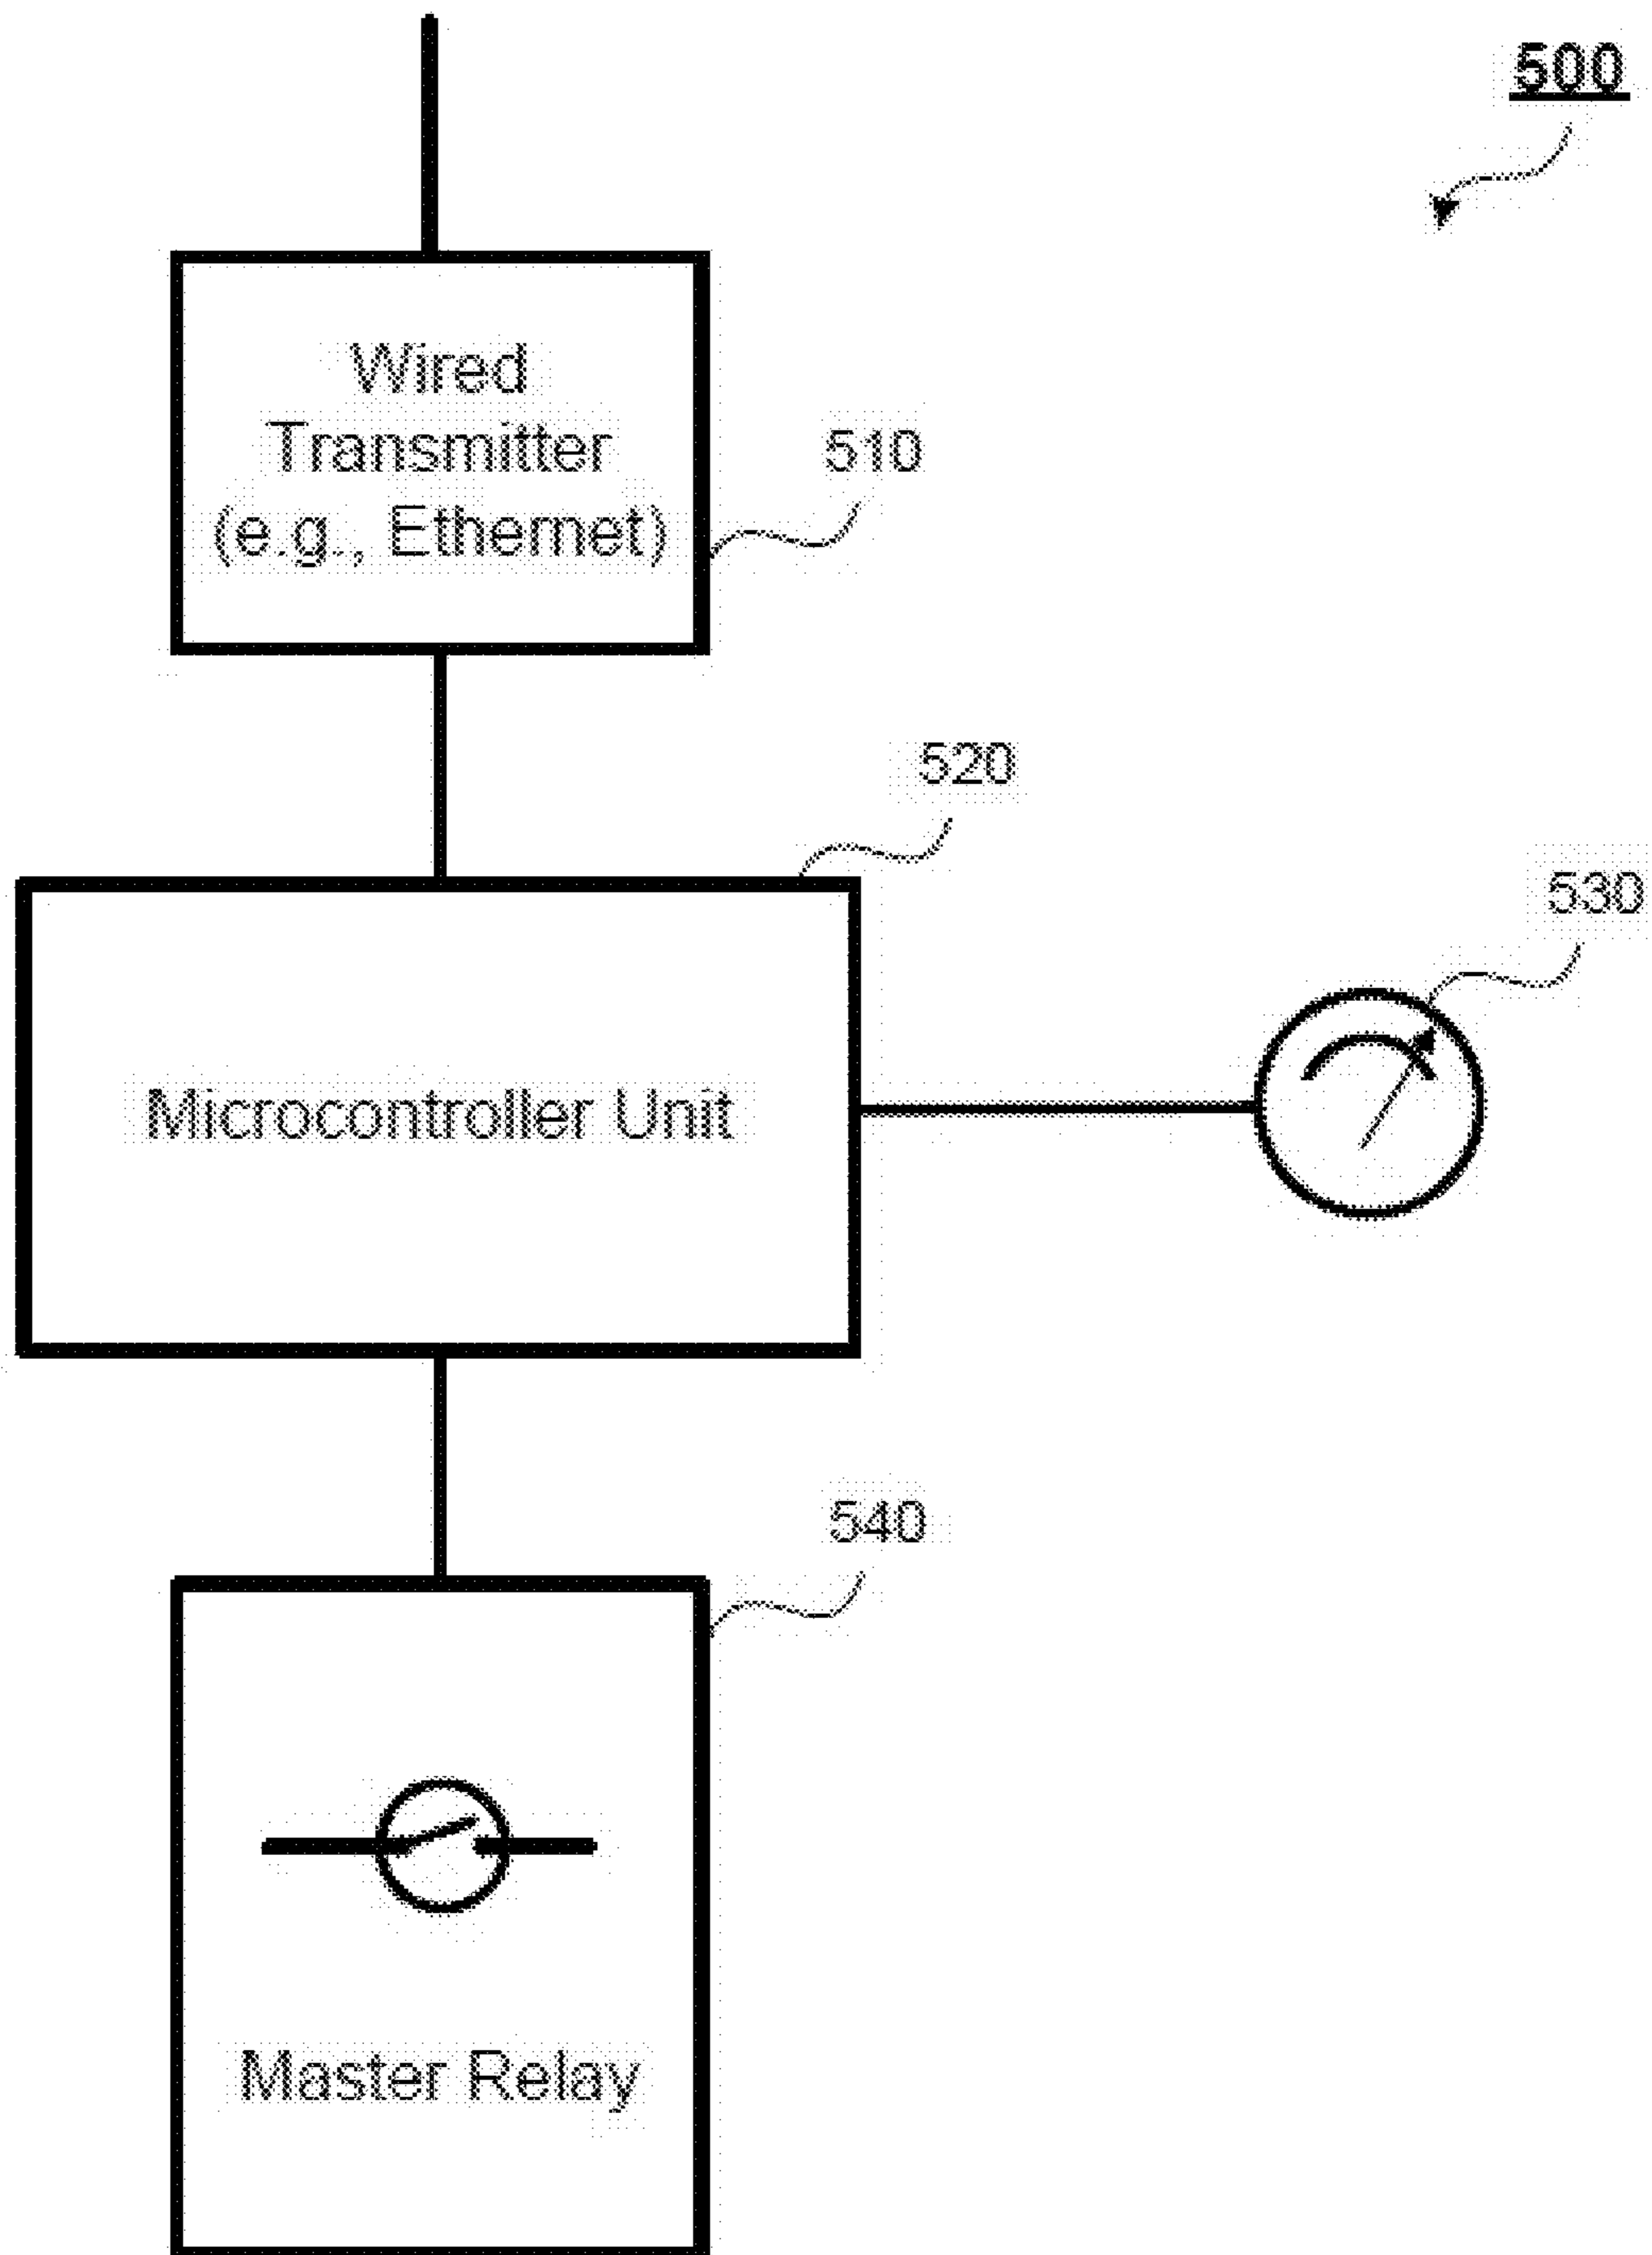 500
Wired
Transmitter
(e.g., Ethernet)
510
520
530
Microcontroller Unit
540
Master Relay